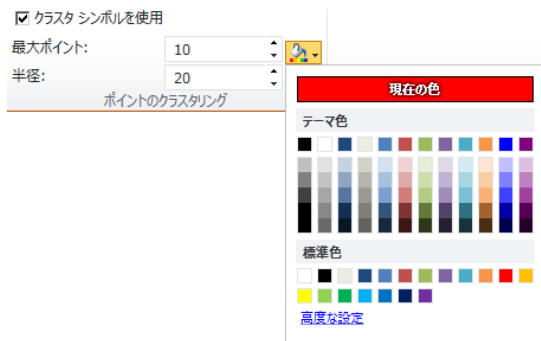 クラスタ シンボルを使用
最大ポイント: 10
半径: 20
ポイントのクラスタリング
現在の色
テーマ色
標準色
高度な設定